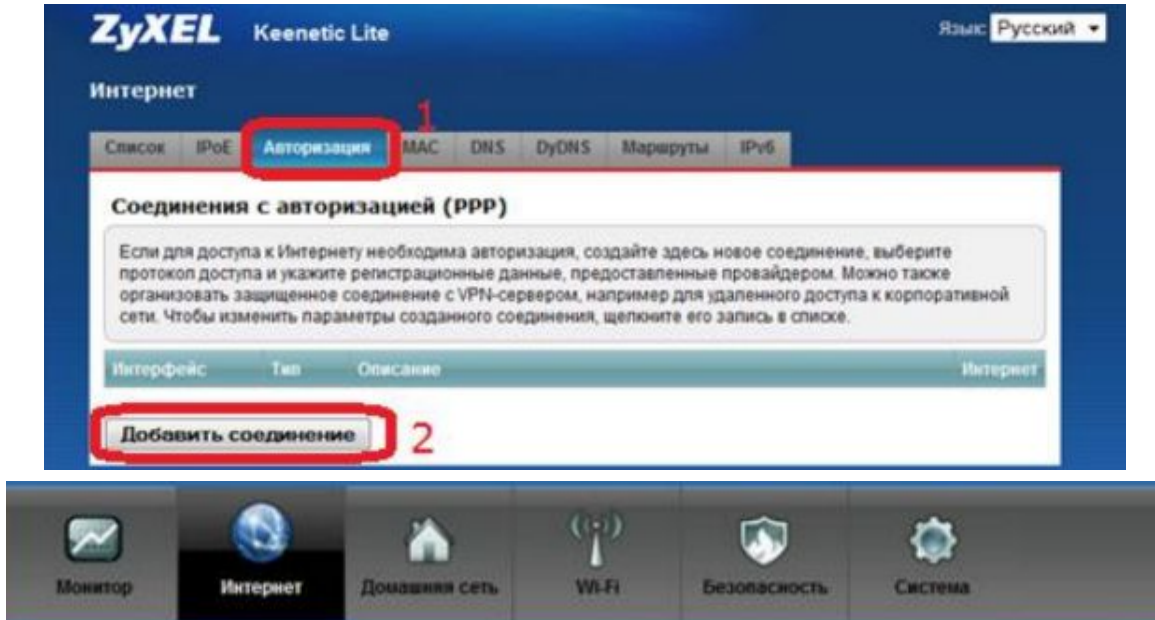 ZyXEL Keenetic Lite Язык: Русский
Интернет
1
Список IPoE Авторизация MAC DNS DyDNS Маршруты IPv6
Соединения с авторизацией (PPP)
Если для доступа к Интернету необходима авторизация, создайте здесь новое соединение, выберите
протокол доступа и укажите регистрационные данные, предоставленные провайдером. Можно также
организовать защищенное соединение с VPN-сервером, например для удаленного доступа к корпоративной
сети. Чтобы изменить параметры созданного соединения, щелкните его запись в списке.
Интерфейс Тип Описание Интернет
Добавить соединение 2
Монитор Интернет Домашняя сеть Wi-Fi Безопасность Система